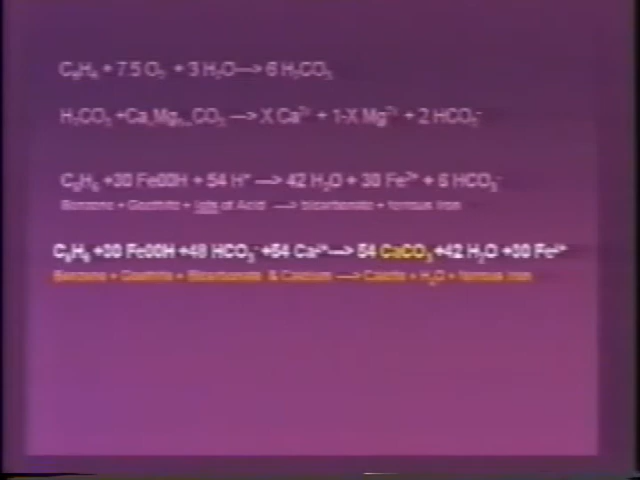 C₆H₆ + 7.5 O₂ + 3 H₂O—> 6 H₂CO₃
H₂CO₃ +CaₓMg₁₋ₓCO₃ —> X Ca²⁺ + 1-X Mg²⁺ + 2 HCO₃⁻
C₆H₆ +30 FeOOH + 54 H⁺ —> 42 H₂O + 30 Fe²⁺ + 6 HCO₃⁻
Benzene + Goethite + lots of Acid —> bicarbonate + ferrous iron
C₆H₆ +30 FeOOH +48 HCO₃⁻ +54 Ca²⁺—> 54 CaCO₃ +42 H₂O +30 Fe²⁺
Benzene + Goethite + Bicarbonate & Calcium —> Calcite + H₂O + ferrous iron